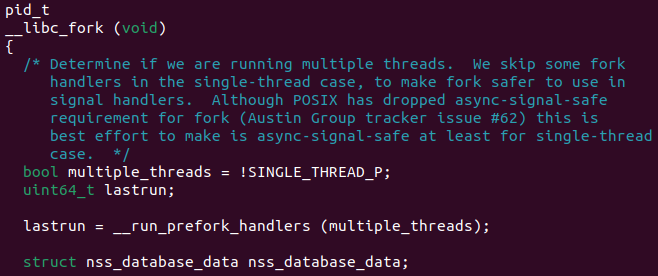 pid_t
__libc_fork (void)
{
  /* Determine if we are running multiple threads.  We skip some fork
     handlers in the single-thread case, to make fork safer to use in
     signal handlers.  Although POSIX has dropped async-signal-safe
     requirement for fork (Austin Group tracker issue #62) this is
     best effort to make is async-signal-safe at least for single-thread
     case.  */
  bool multiple_threads = !SINGLE_THREAD_P;
  uint64_t lastrun;

  lastrun = __run_prefork_handlers (multiple_threads);

  struct nss_database_data nss_database_data;